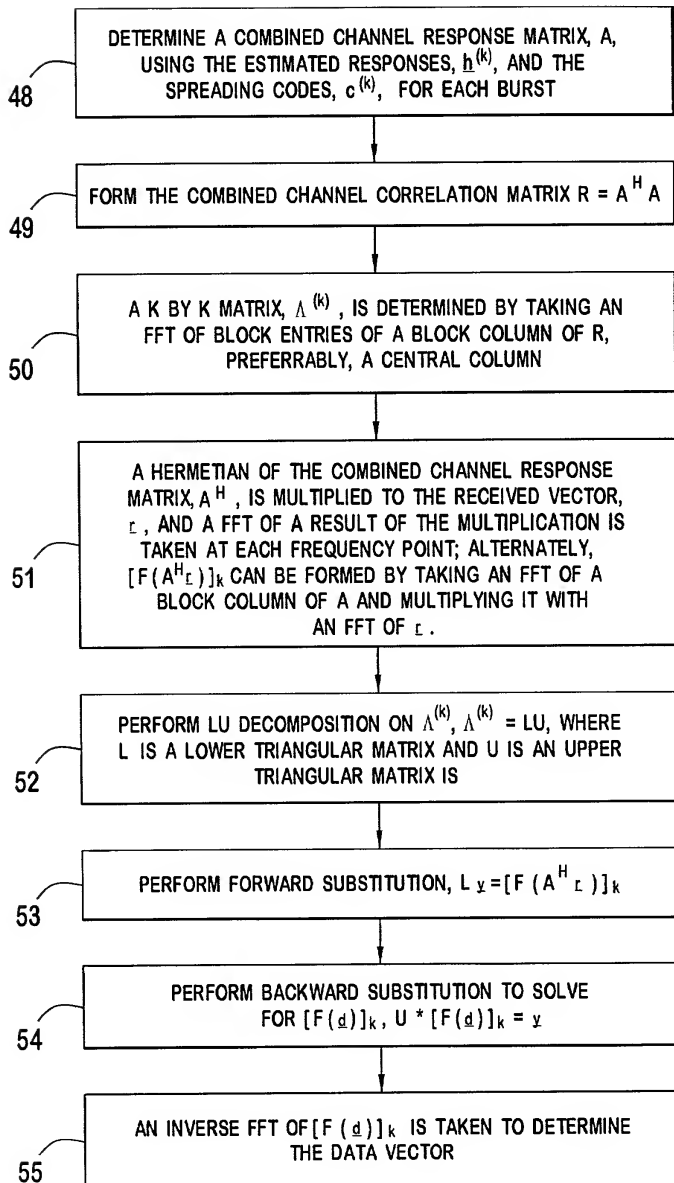 DETERMINE A COMBINED CHANNEL RESPONSE MATRIX, A,
USING THE ESTIMATED RESPONSES, h^(k), AND THE
SPREADING CODES, c^(k), FOR EACH BURST
48
FORM THE COMBINED CHANNEL CORRELATION MATRIX R = A^H A
49
A K BY K MATRIX, Λ^(k), IS DETERMINED BY TAKING AN
FFT OF BLOCK ENTRIES OF A BLOCK COLUMN OF R,
PREFERRABLY, A CENTRAL COLUMN
50
A HERMETIAN OF THE COMBINED CHANNEL RESPONSE
MATRIX, A^H, IS MULTIPLIED TO THE RECEIVED VECTOR,
r, AND A FFT OF A RESULT OF THE MULTIPLICATION IS
TAKEN AT EACH FREQUENCY POINT; ALTERNATELY,
[F(A^H r)]k CAN BE FORMED BY TAKING AN FFT OF A
BLOCK COLUMN OF A AND MULTIPLYING IT WITH
AN FFT OF r.
51
PERFORM LU DECOMPOSITION ON Λ^(k), Λ^(k) = LU, WHERE
L IS A LOWER TRIANGULAR MATRIX AND U IS AN UPPER
TRIANGULAR MATRIX IS
52
PERFORM FORWARD SUBSTITUTION, L y = [F (A^H r)]k
53
PERFORM BACKWARD SUBSTITUTION TO SOLVE
FOR [F(d)]k, U * [F(d)]k = y
54
AN INVERSE FFT OF [F (d)]k IS TAKEN TO DETERMINE
THE DATA VECTOR
55